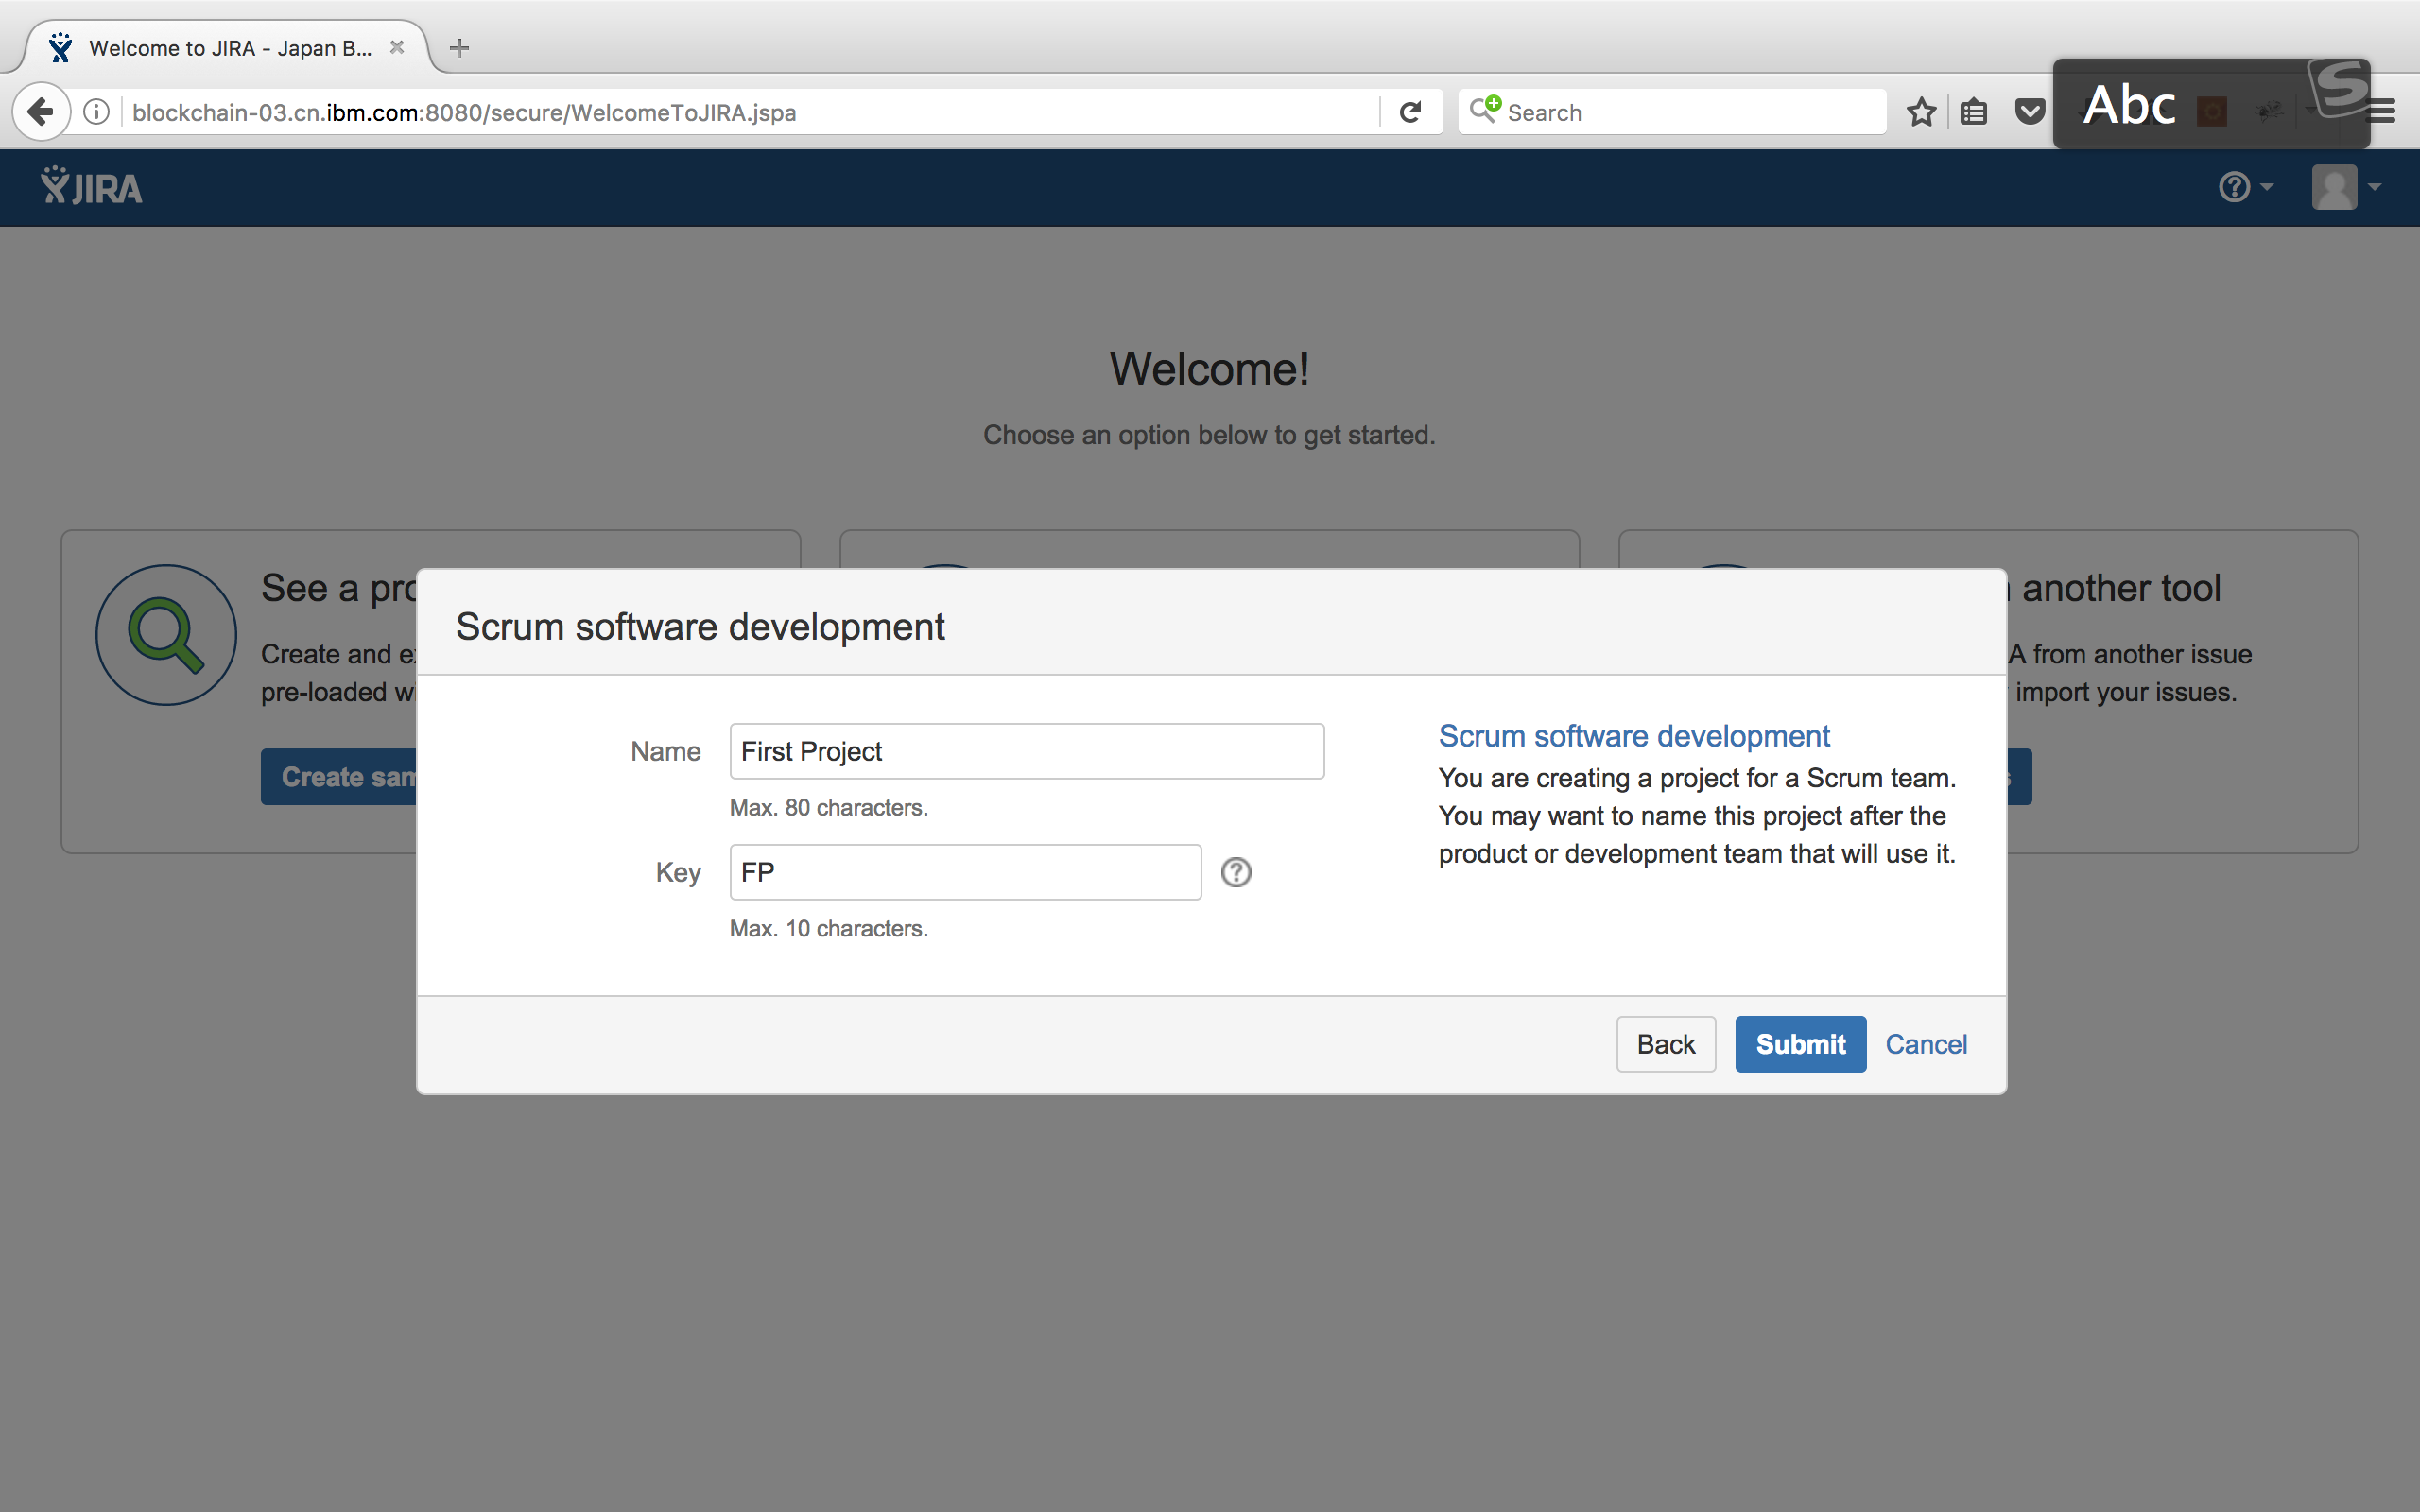 Welcome to JIRA - Japan B...
blockchain-03.cn.ibm.com:8080/secure/WelcomeToJIRA.jspa
Search
Abc
JIRA
Welcome!
Choose an option below to get started.
See a pro
Create and e
pre-loaded w
Create sam
another tool
A from another issue
import your issues.
s
Scrum software development
Name
First Project
Max. 80 characters.
Key
FP
Max. 10 characters.
Scrum software development
You are creating a project for a Scrum team.
You may want to name this project after the
product or development team that will use it.
Back
Submit
Cancel